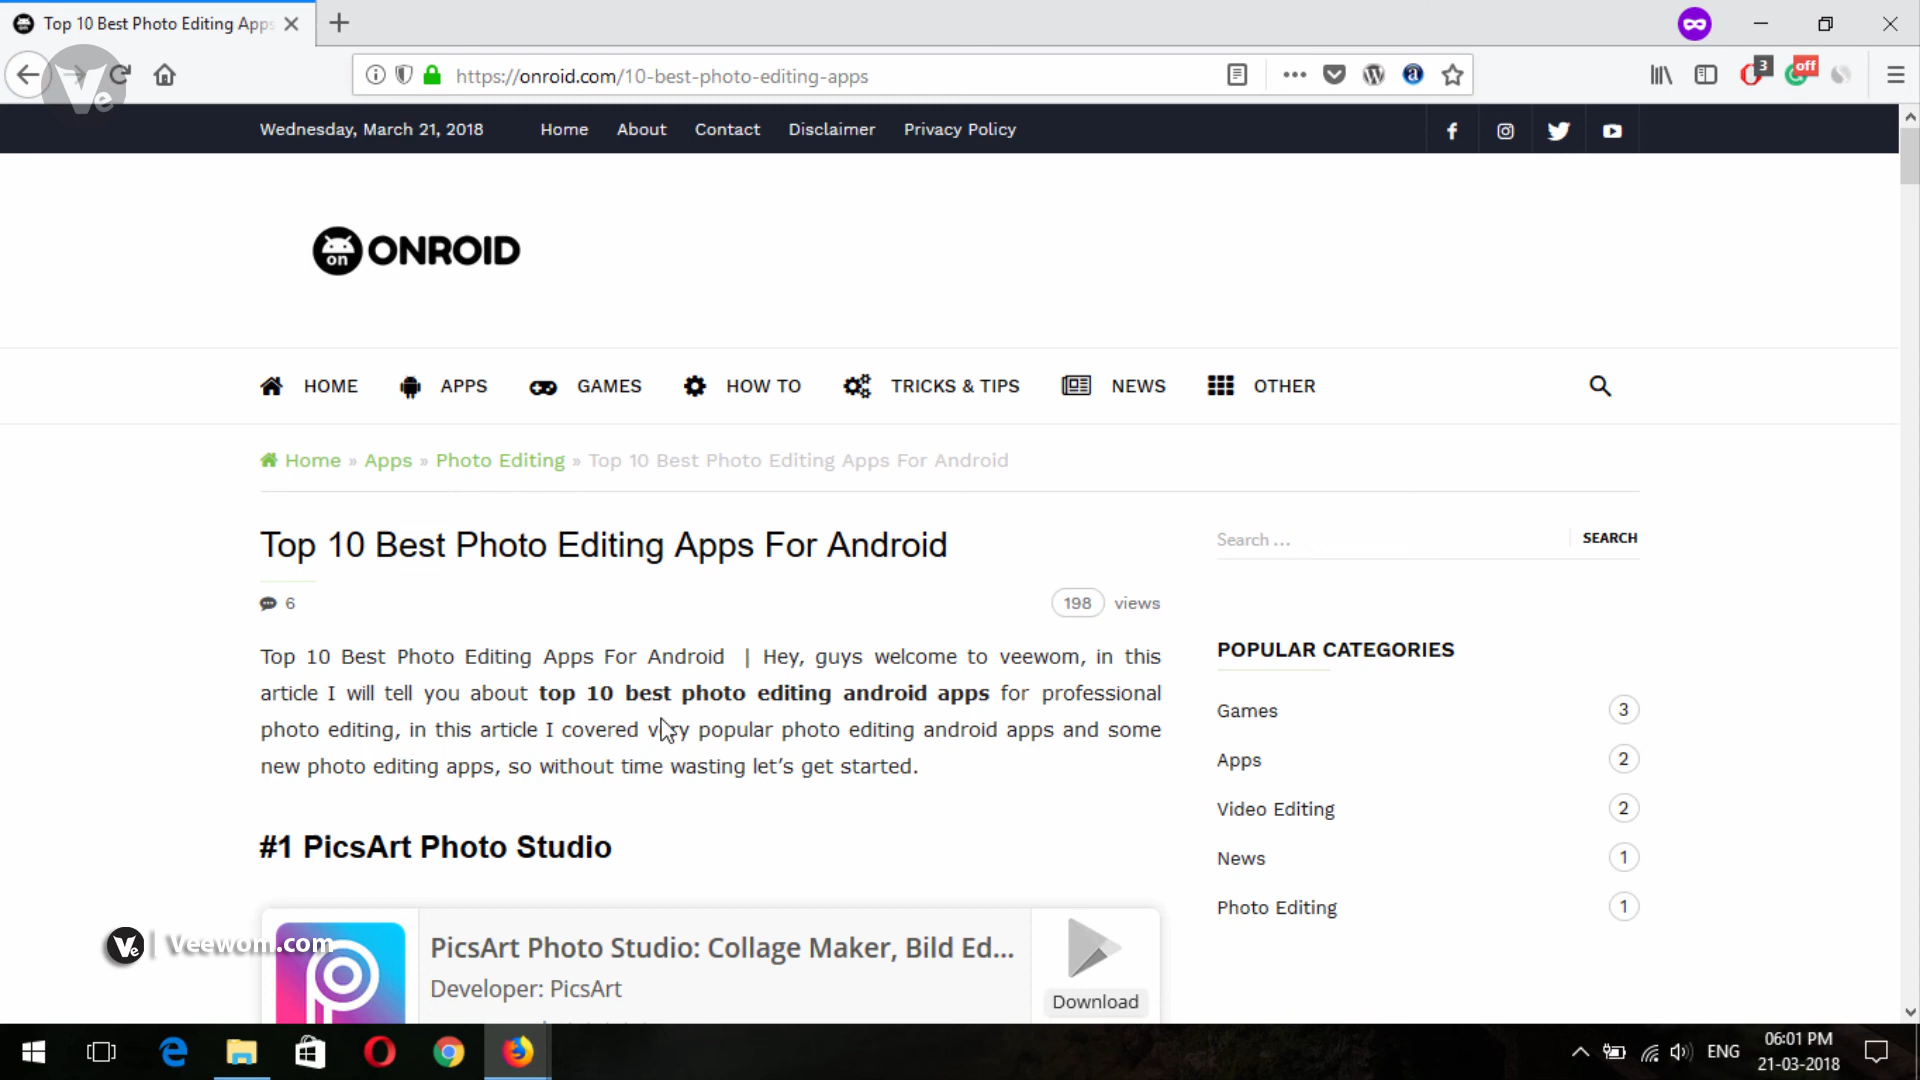 Top 10 Best Photo Editing Apps
https://onroid.com/10-best-photo-editing-apps
3
off
Ve
Wednesday, March 21, 2018 Home About Contact Disclaimer Privacy Policy
on ONROID
HOME APPS GAMES HOW TO TRICKS & TIPS NEWS OTHER
Home » Apps » Photo Editing » Top 10 Best Photo Editing Apps For Android
Top 10 Best Photo Editing Apps For Android
6
198 views
Top 10 Best Photo Editing Apps For Android | Hey, guys welcome to veewom, in this
article I will tell you about top 10 best photo editing android apps for professional
photo editing, in this article I covered very popular photo editing android apps and some
new photo editing apps, so without time wasting let’s get started.
#1 PicsArt Photo Studio
PicsArt Photo Studio: Collage Maker, Bild Ed...
Developer: PicsArt
Download
Search ... SEARCH
POPULAR CATEGORIES
Games 3
Apps 2
Video Editing 2
News 1
Photo Editing 1
Ve | Veewom.com
ENG
06:01 PM
21-03-2018